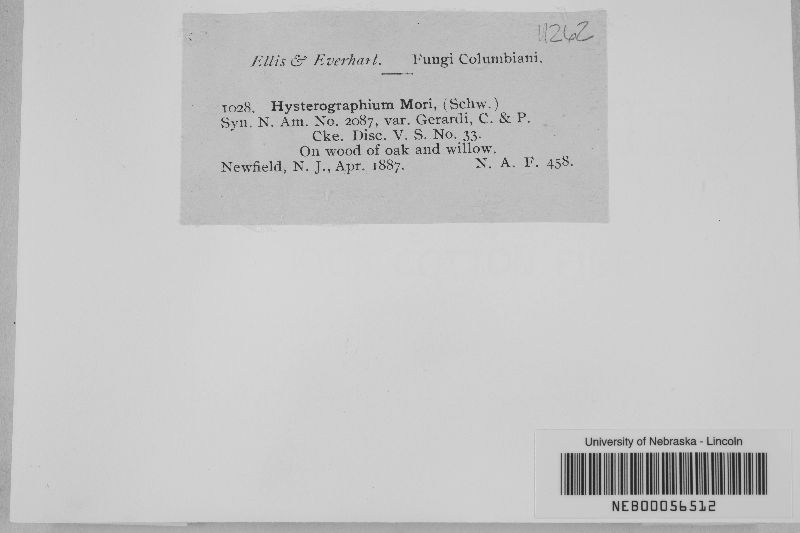 11262
Ellis & Everhart. Fungi Columbiani.
1028. Hysterographium Mori, (Schw.)
Syn. N. Am. No. 2087, var. Gerardi, C. & P.
Cke. Disc. V. S. No. 33.
On wood of oak and willow.
Newfield, N. J., Apr. 1887. N. A. F. 458.
University of Nebraska - Lincoln
NEB00056512